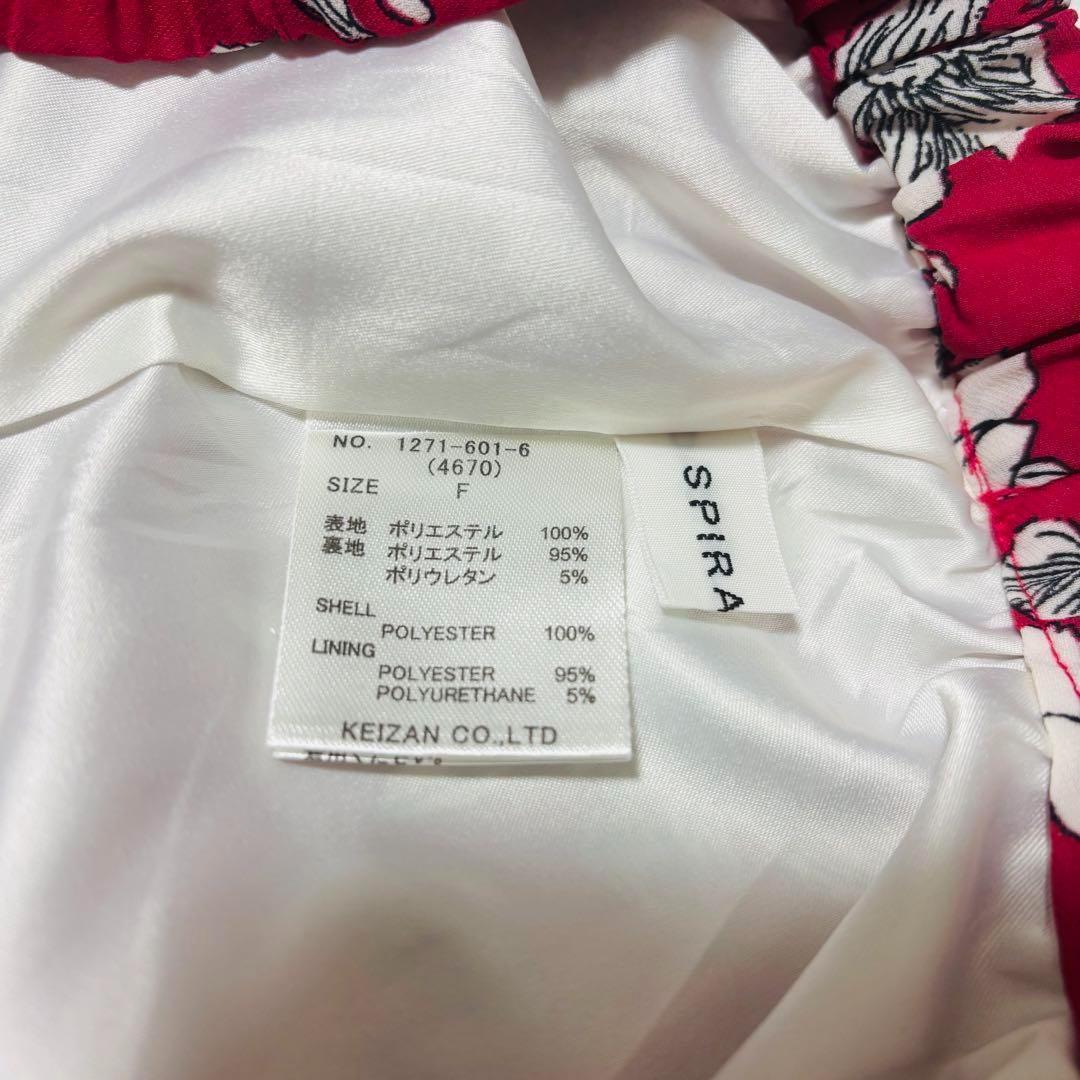 NO. 1271-601-6
(4670)
SIZE F
表地 ポリエステル 100%
裏地 ポリエステル 95%
ポリウレタン 5%
SHELL
POLYESTER 100%
LINING
POLYESTER 95%
POLYURETHANE 5%
KEIZAN CO.,LTD
SPIRA